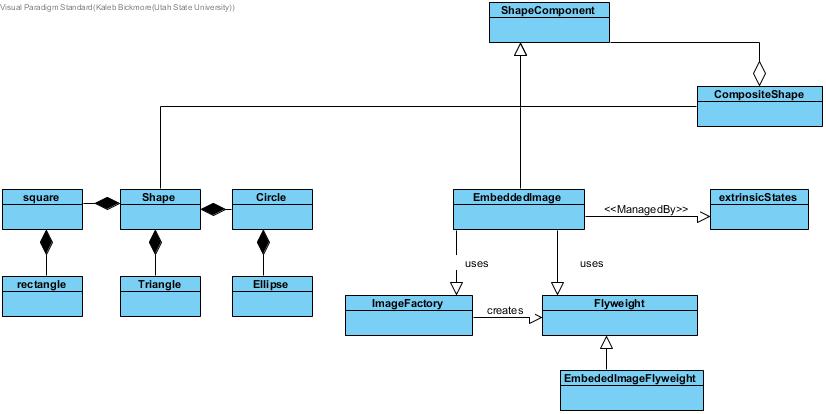 Visual Paradigm Standard(Kaleb Bickmore(Utah State University))
ShapeComponent
CompositeShape
square
Shape
Circle
EmbeddedImage
<<ManagedBy>>
extrinsicStates
uses
uses
rectangle
Triangle
Ellipse
ImageFactory
creates
Flyweight
EmbededImageFlyweight